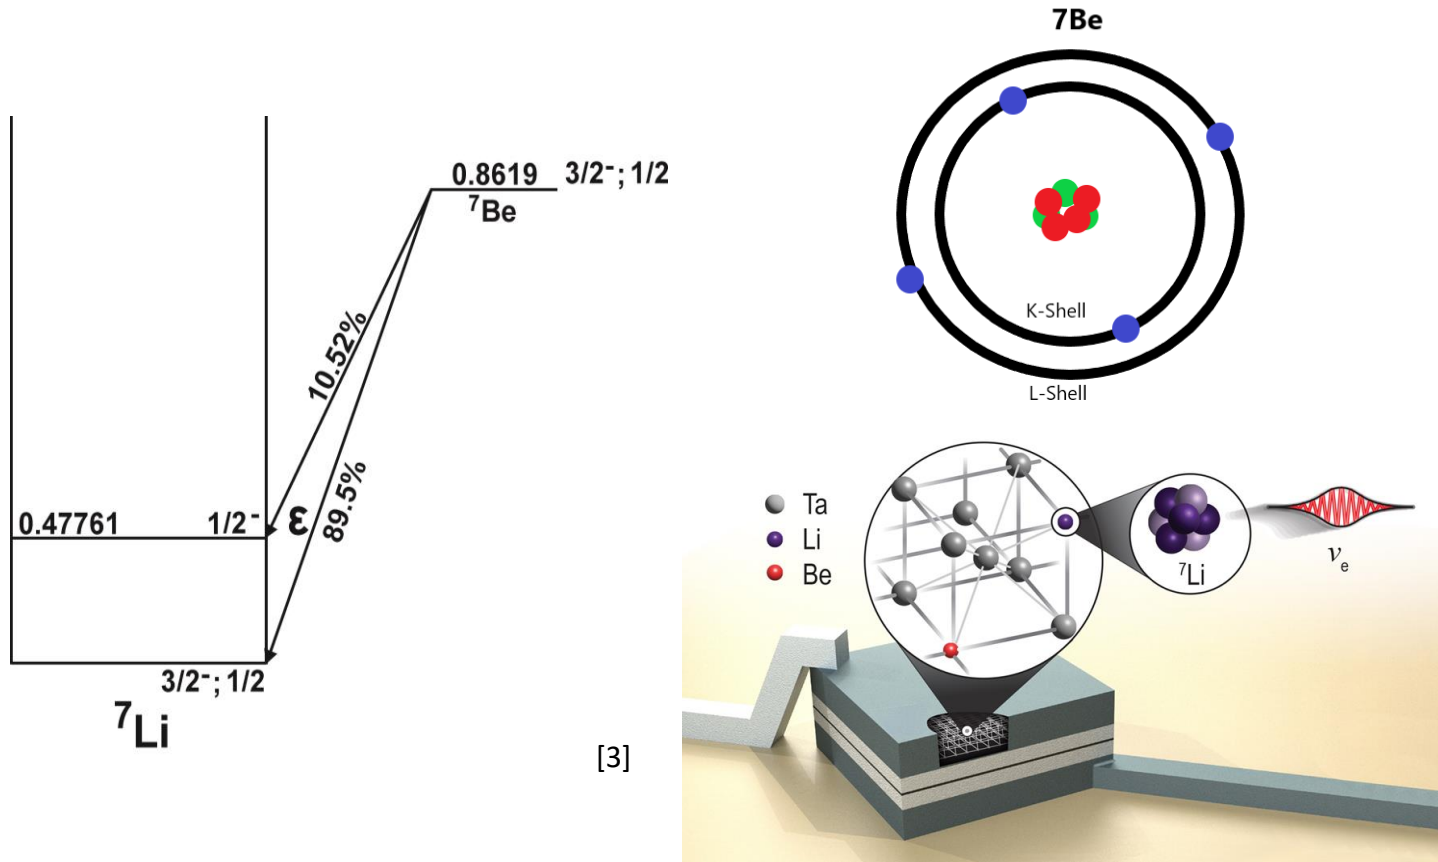 7Be
K-Shell
L-Shell
0.8619 3/2⁻; 1/2
⁷Be
10.52%
89.5%
ε
0.47761 1/2⁻
3/2⁻; 1/2
⁷Li
[3]
Ta
Li
Be
⁷Li
νₑ